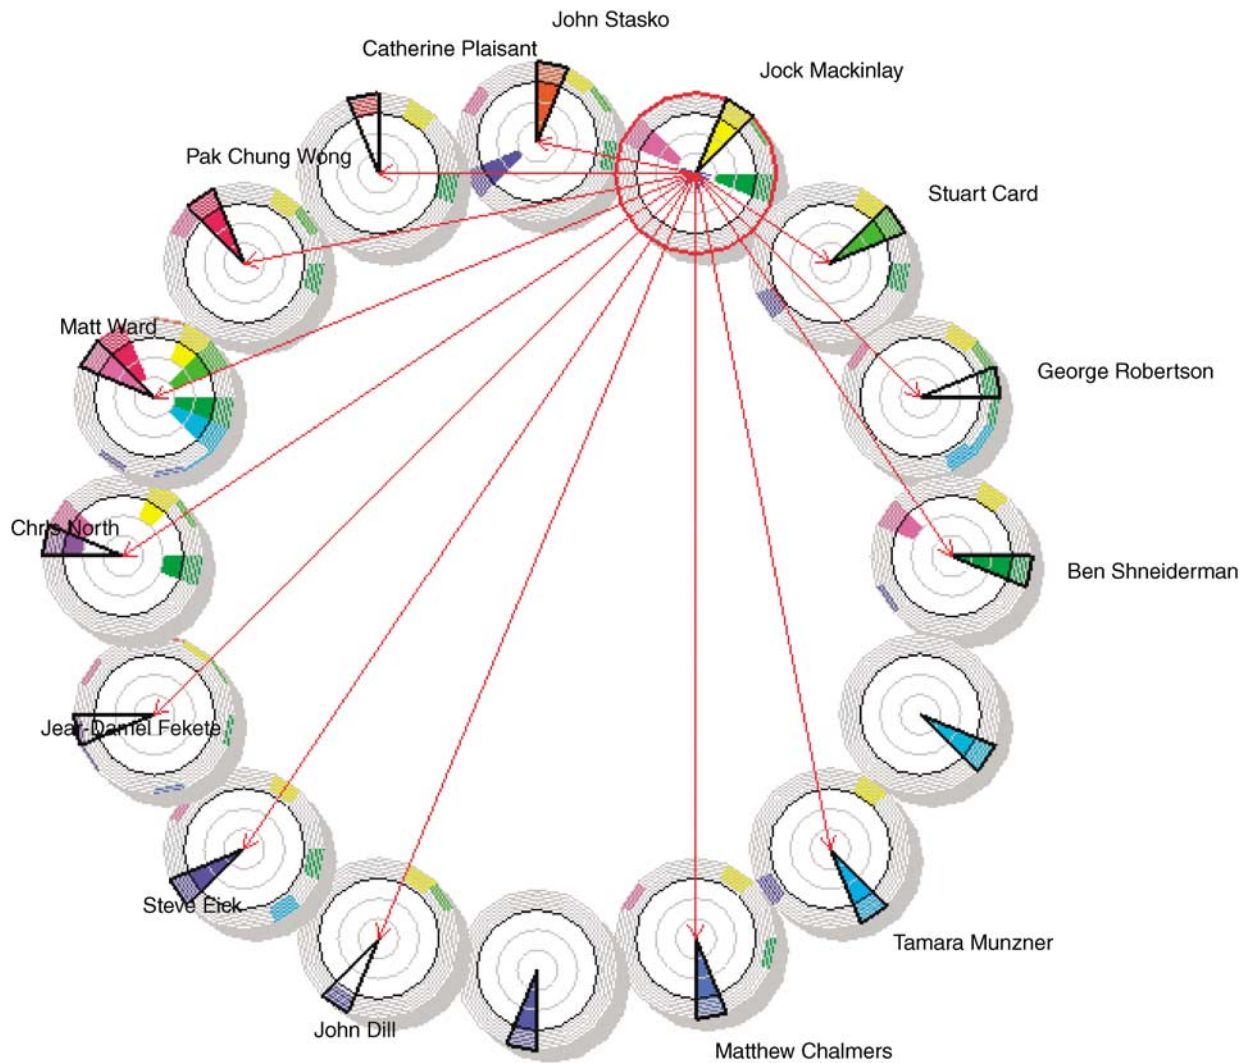 John Stasko
Catherine Plaisant
Jock Mackinlay
Pak Chung Wong
Stuart Card
Matt Ward
George Robertson
Chris North
Ben Shneiderman
Jean-Daniel Fekete
Steve Eick
Tamara Munzner
John Dill
Matthew Chalmers